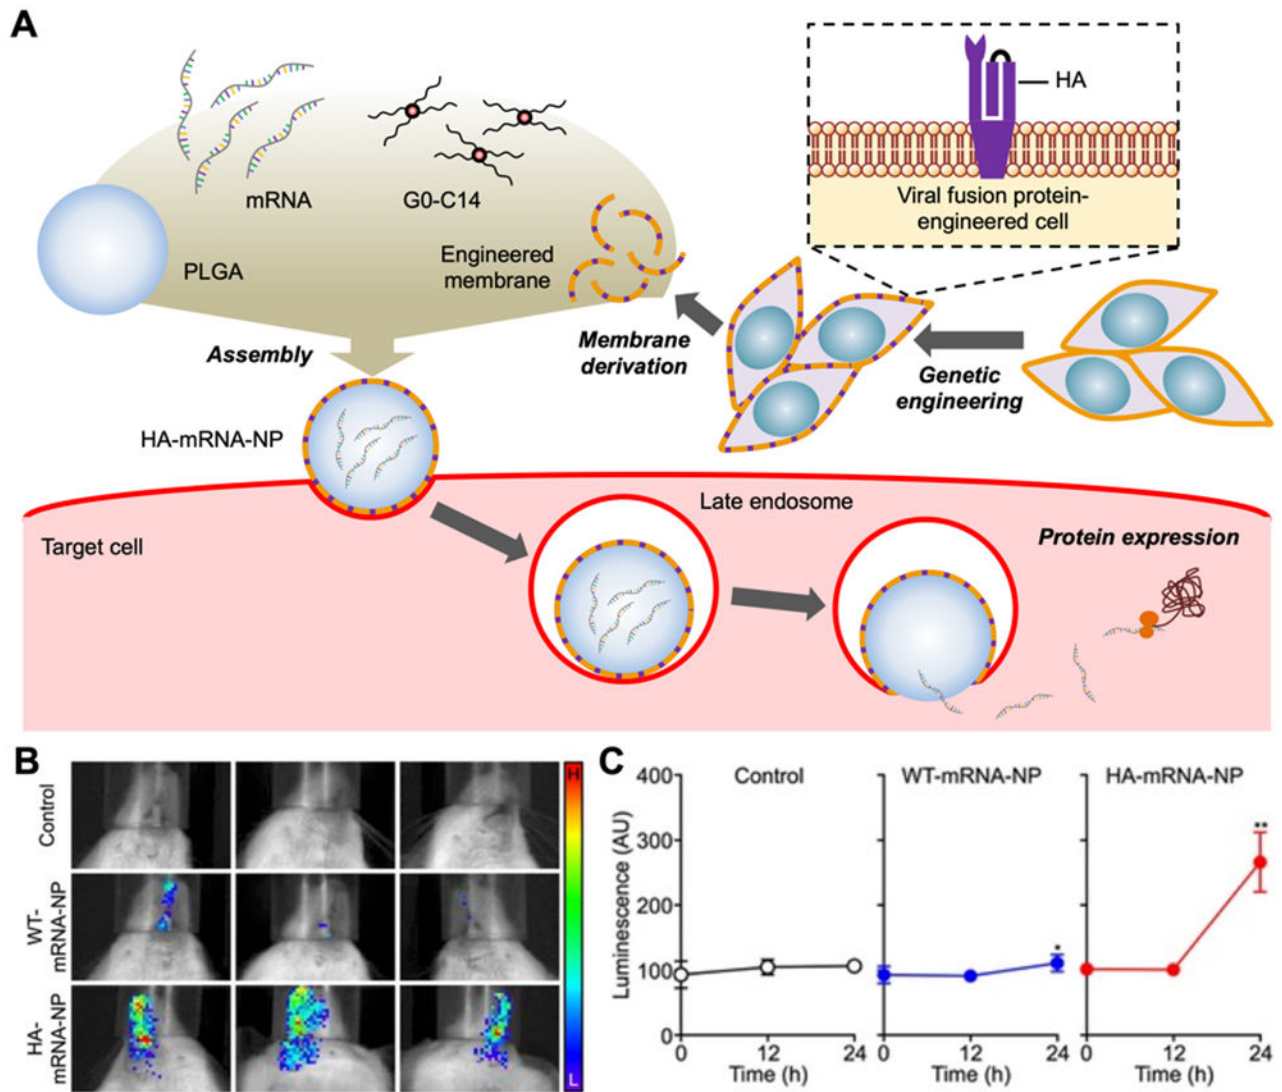 A
mRNA
G0-C14
PLGA
Engineered
membrane
HA
Viral fusion protein-
engineered cell
Assembly
Membrane
derivation
Genetic
engineering
HA-mRNA-NP
Late endosome
Target cell
Protein expression
B
Control
WT-
mRNA-NP
HA-
mRNA-NP
H
L
C
Control
WT-mRNA-NP
HA-mRNA-NP
Luminescence (AU)
400
300
200
100
0
*
**
0
12
24
0
12
24
0
12
24
Time (h)
Time (h)
Time (h)